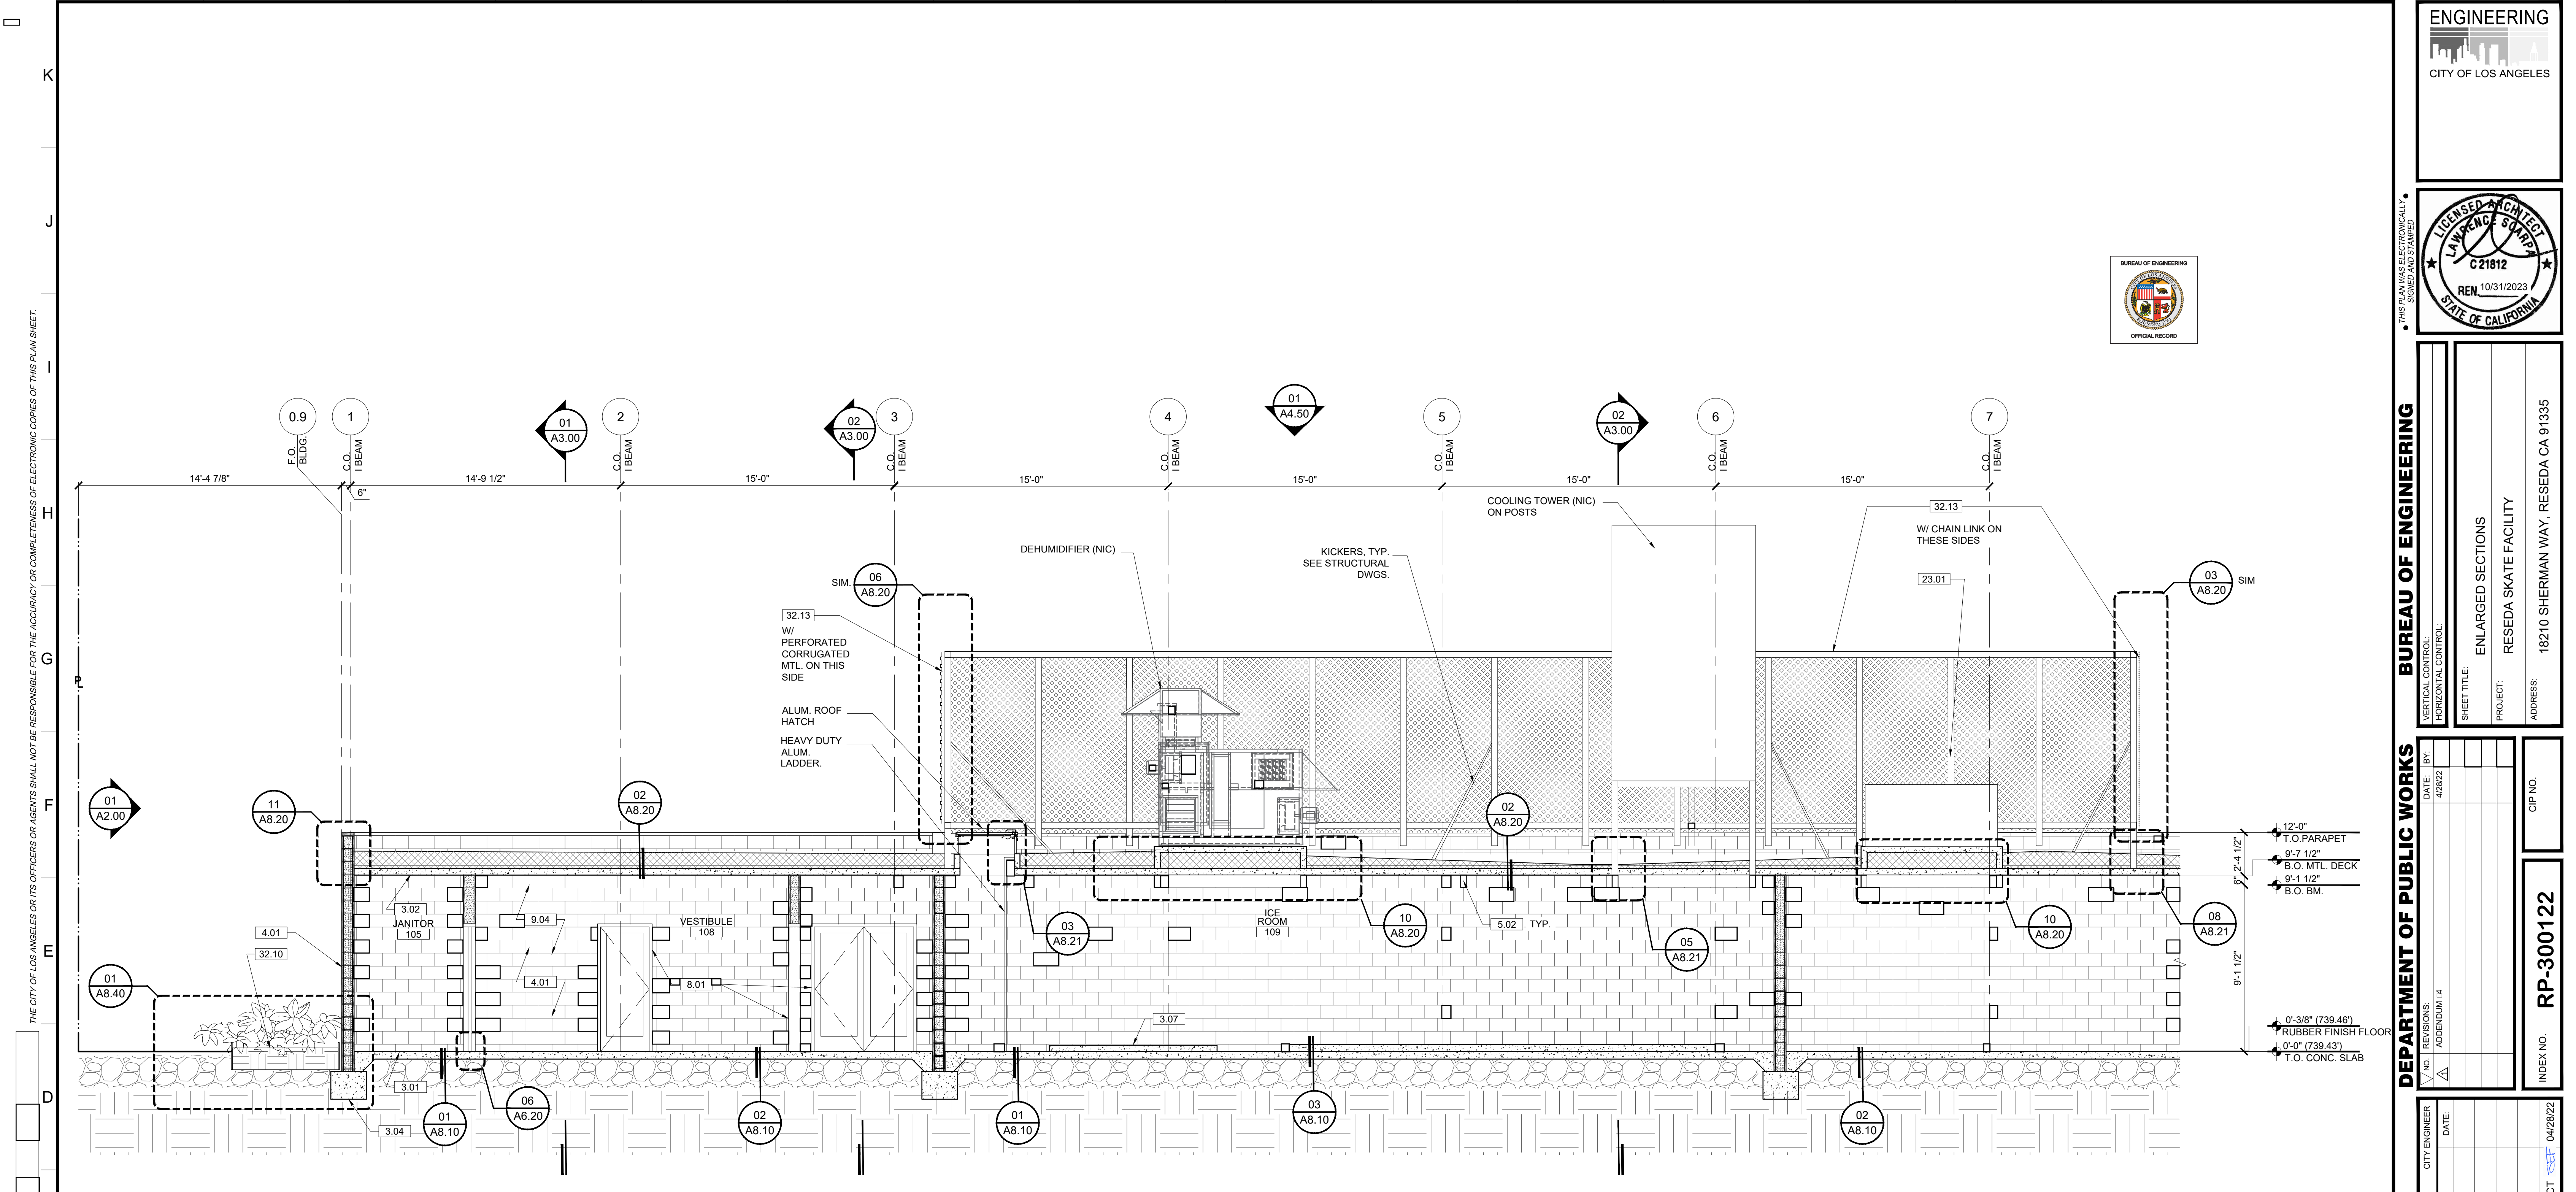 K
J
I
H
G
F
E
D
THE CITY OF LOS ANGELES OR ITS OFFICERS OR AGENTS SHALL NOT BE RESPONSIBLE FOR THE ACCURACY OR COMPLETENESS OF ELECTRONIC COPIES OF THIS PLAN SHEET.
BUREAU OF ENGINEERING
CITY OF LOS ANGELES
FOUNDED 1781
OFFICIAL RECORD
0.9
1
2
3
4
5
6
7
01
A3.00
02
A3.00
01
A4.50
02
A3.00
F.O.
BLDG.
C.O.
I BEAM
C.O.
I BEAM
C.O.
I BEAM
C.O.
I BEAM
C.O.
I BEAM
C.O.
I BEAM
C.O.
I BEAM
14'-4 7/8"
6"
14'-9 1/2"
15'-0"
15'-0"
15'-0"
15'-0"
15'-0"
COOLING TOWER (NIC)
ON POSTS
32.13
W/ CHAIN LINK ON
THESE SIDES
DEHUMIDIFIER (NIC)
KICKERS, TYP.
SEE STRUCTURAL
DWGS.
23.01
SIM.
06
A8.20
03
A8.20
SIM
32.13
W/
PERFORATED
CORRUGATED
MTL. ON THIS
SIDE
PL
ALUM. ROOF
HATCH
HEAVY DUTY
ALUM.
LADDER.
01
A2.00
11
A8.20
02
A8.20
02
A8.20
12'-0"
T.O.PARAPET
9'-7 1/2"
B.O. MTL. DECK
9'-1 1/2"
B.O. BM.
2'-4 1/2"
6"
9'-1 1/2"
0'-3/8" (739.46')
RUBBER FINISH FLOOR
0'-0" (739.43')
T.O. CONC. SLAB
3.02
JANITOR
105
9.04
VESTIBULE
108
ICE
ROOM
109
5.02
TYP.
03
A8.21
10
A8.20
05
A8.21
10
A8.20
08
A8.21
4.01
32.10
4.01
8.01
01
A8.40
3.07
3.01
3.04
01
A8.10
06
A6.20
02
A8.10
01
A8.10
03
A8.10
02
A8.10
ENGINEERING
CITY OF LOS ANGELES
THIS PLAN WAS ELECTRONICALLY
SIGNED AND STAMPED
LICENSED ARCHITECT
LAWRENCE SCARPA
C 21812
REN. 10/31/2023
STATE OF CALIFORNIA
BUREAU OF ENGINEERING
VERTICAL CONTROL:
HORIZONTAL CONTROL:
SHEET TITLE:
ENLARGED SECTIONS
PROJECT:
RESEDA SKATE FACILITY
ADDRESS:
18210 SHERMAN WAY, RESEDA CA 91335
DEPARTMENT OF PUBLIC WORKS
NO.
REVISIONS:
DATE:
BY:
ADDENDUM
4
4/28/22
CIP NO.
INDEX NO.
RP-300122
CITY ENGINEER
DATE:
04/28/22